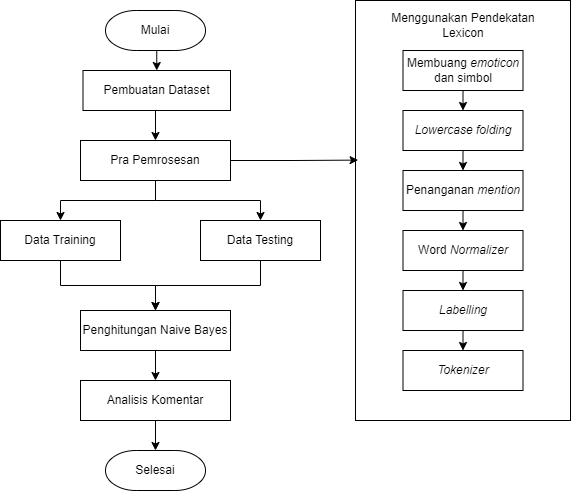 Mulai
Pembuatan Dataset
Pra Pemrosesan
Data Training
Data Testing
Penghitungan Naive Bayes
Analisis Komentar
Selesai
Menggunakan Pendekatan
Lexicon
Membuang emoticon
dan simbol
Lowercase folding
Penanganan mention
Word Normalizer
Labelling
Tokenizer